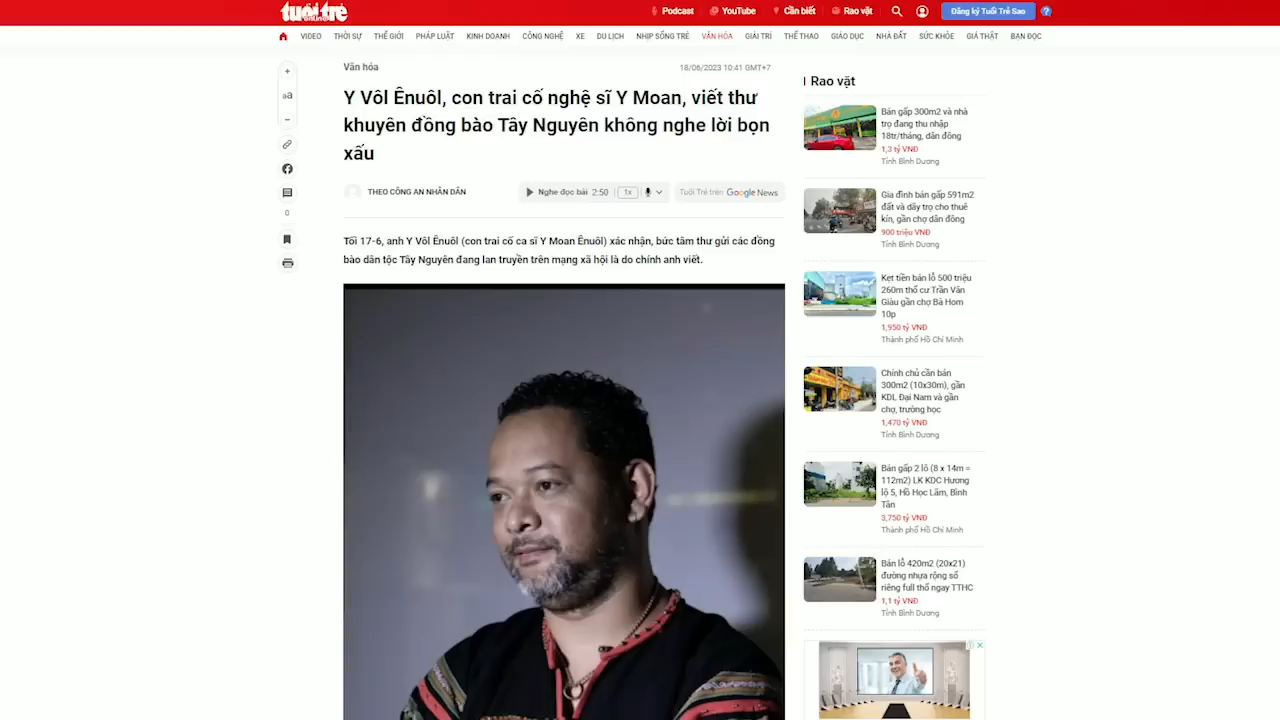 tuổi trẻ
online
Podcast
YouTube
Cần biết
Rao vặt
Đăng ký Tuổi Trẻ Sao
VIDEO
THỜI SỰ
THẾ GIỚI
PHÁP LUẬT
KINH DOANH
CÔNG NGHỆ
XE
DU LỊCH
NHỊP SỐNG TRẺ
VĂN HÓA
GIẢI TRÍ
THỂ THAO
GIÁO DỤC
NHÀ ĐẤT
SỨC KHỎE
GIẢ THẬT
BẠN ĐỌC
Văn hóa
18/06/2023 10:41 GMT+7
Y Vôl Ênuôl, con trai cố nghệ sĩ Y Moan, viết thư
khuyên đồng bào Tây Nguyên không nghe lời bọn
xấu
THEO CÔNG AN NHÂN DÂN
Nghe đọc bài 2:50
1x
Tuổi Trẻ trên Google News
aA
0
Tối 17-6, anh Y Vôl Ênuôl (con trai cố ca sĩ Y Moan Ênuôl) xác nhận, bức tâm thư gửi các đồng
bào dân tộc Tây Nguyên đang lan truyền trên mạng xã hội là do chính anh viết.
Rao vặt
Bán gấp 300m2 và nhà
trọ đang thu nhập
18tr/tháng, dân đông
1,3 tỷ VNĐ
Tỉnh Bình Dương
Gia đình bán gấp 591m2
đất và dãy trọ cho thuê
kín, gần chợ dân đông
900 triệu VNĐ
Tỉnh Bình Dương
Kẹt tiền bán lỗ 500 triệu
260m thổ cư Trần Văn
Giàu gần chợ Bà Hom
10p
1,950 tỷ VNĐ
Thành phố Hồ Chí Minh
Chính chủ cần bán
300m2 (10x30m), gần
KDL Đại Nam và gần
chợ, trường học
1,470 tỷ VNĐ
Tỉnh Bình Dương
Bán gấp 2 lô (8 x 14m =
112m2) LK KDC Hương
lộ 5, Hồ Học Lãm, Bình
Tân
3,750 tỷ VNĐ
Thành phố Hồ Chí Minh
Bán lỗ 420m2 (20x21)
đường nhựa rộng sổ
riêng full thổ ngay TTHC
1,1 tỷ VNĐ
Tỉnh Bình Dương